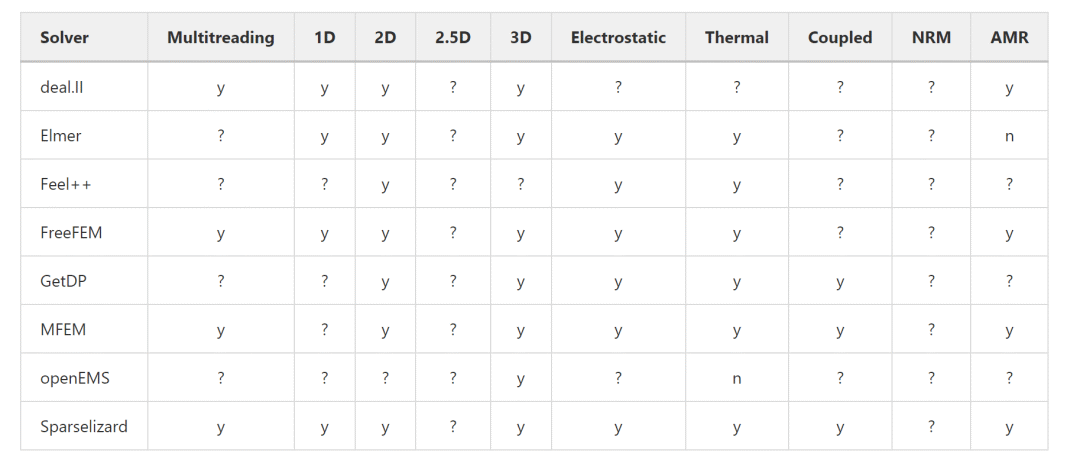 Solver Multitreading 1D 2D 2.5D 3D Electrostatic Thermal Coupled NRM AMR
deal.II y y y ? y ? ? ? ? y
Elmer ? y y ? y y y ? ? n
Feel++ ? ? y ? ? y y ? ? ?
FreeFEM y y y ? y y y ? ? y
GetDP ? ? y ? y y y y ? ?
MFEM y ? y ? y y y y ? y
openEMS ? ? ? ? y ? n ? ? ?
Sparselizard y y y ? y y y y ? y